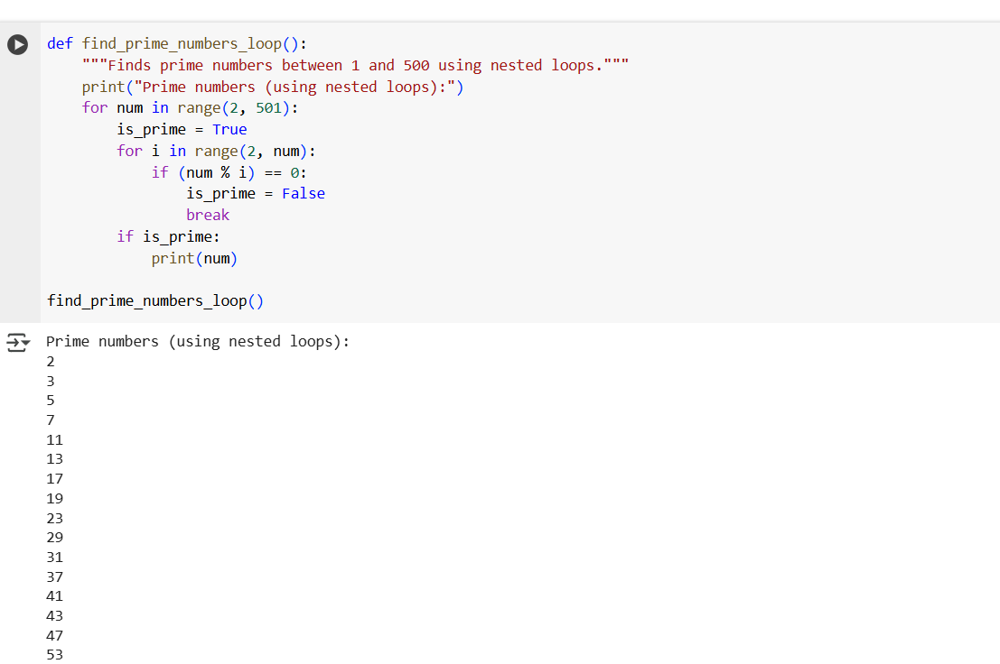 def find_prime_numbers_loop():
    """Finds prime numbers between 1 and 500 using nested loops."""
    print("Prime numbers (using nested loops):")
    for num in range(2, 501):
        is_prime = True
        for i in range(2, num):
            if (num % i) == 0:
                is_prime = False
                break
        if is_prime:
            print(num)

find_prime_numbers_loop()
Prime numbers (using nested loops):
2
3
5
7
11
13
17
19
23
29
31
37
41
43
47
53